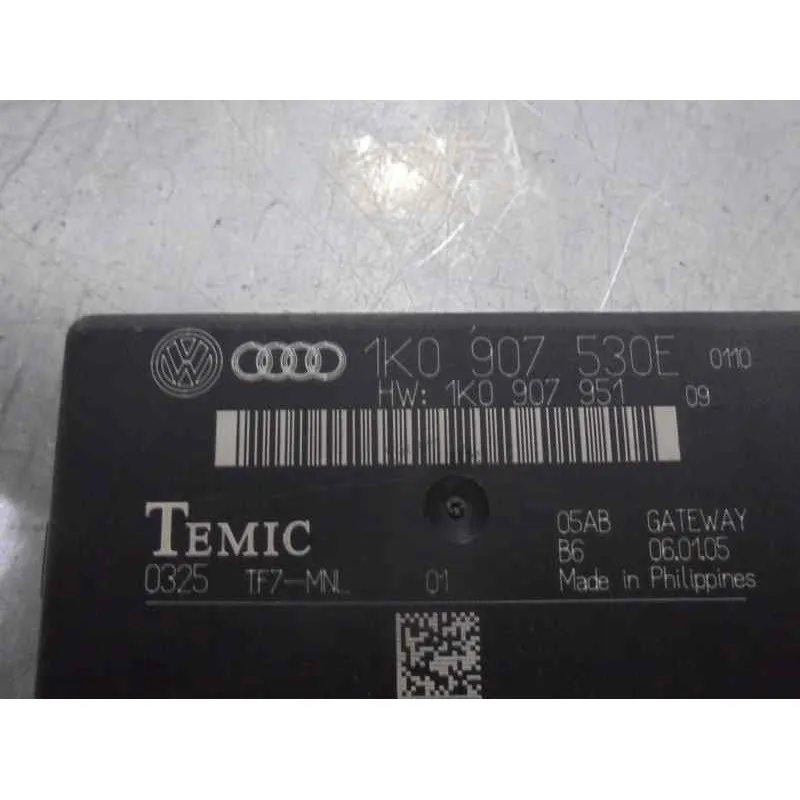 1K0 907 530E 0110
HW: 1K0 907 951 09
TEMIC 05AB GATEWAY
B6 06.01.05
0325 TF7-MNL 01 Made in Philippines